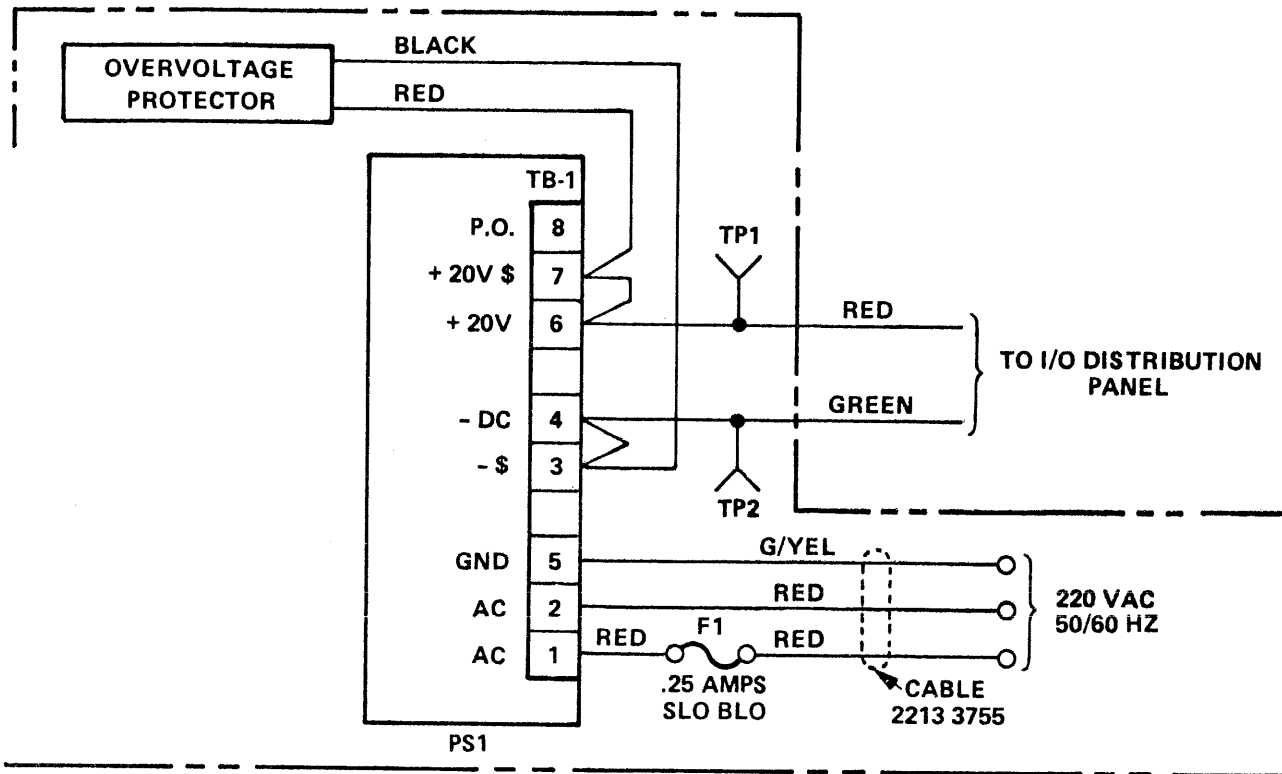 BLACK
OVERVOLTAGE
PROTECTOR
RED
TB-1
P.O. 8
+ 20V $ 7
+ 20V 6
- DC 4
- $ 3
GND 5
AC 2
AC 1
TP1
RED
TO I/O DISTRIBUTION
PANEL
GREEN
TP2
G/YEL
RED
220 VAC
50/60 HZ
RED
F1
RED
.25 AMPS
SLO BLO
CABLE
2213 3755
PS1